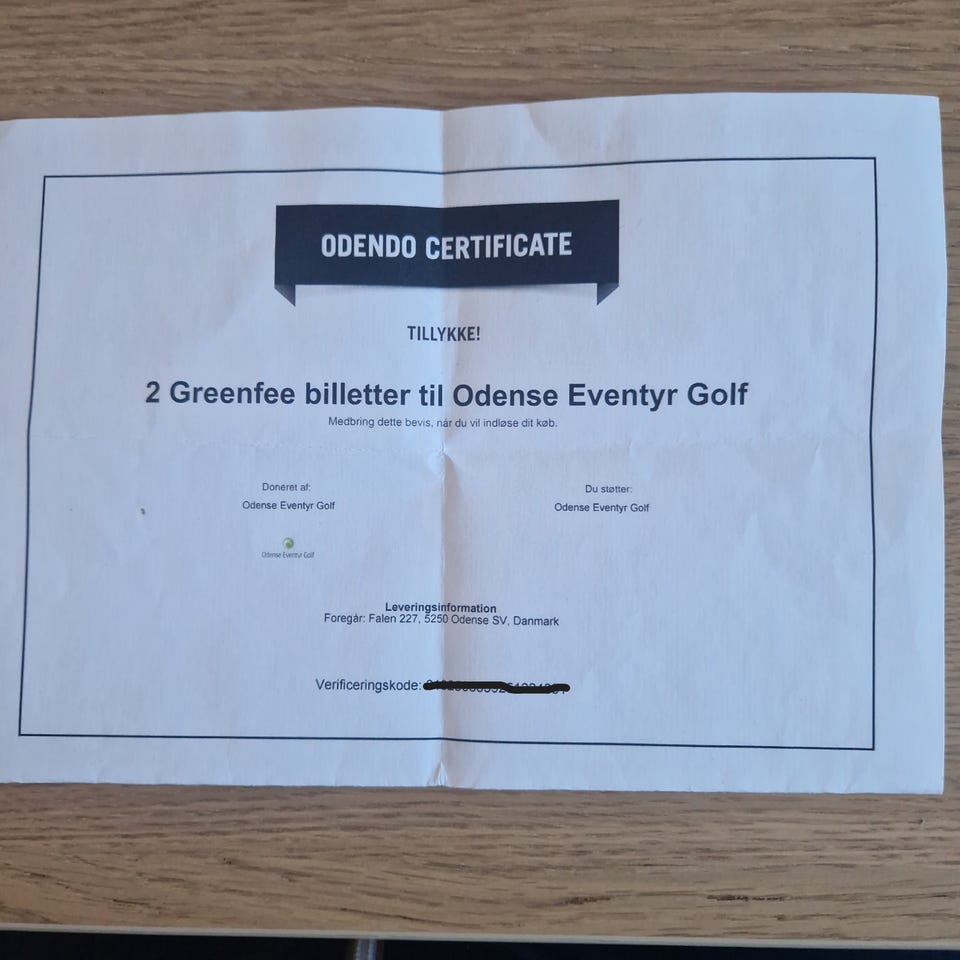 ODENDO CERTIFICATE
TILLYKKE!
2 Greenfee billetter til Odense Eventyr Golf
Medbring dette bevis, når du vil indløse dit køb.
Doneret af:
Odense Eventyr Golf
Du støtter:
Odense Eventyr Golf
Odense Eventyr Golf
Leveringsinformation
Foregår: Falen 227, 5250 Odense SV, Danmark
Verificeringskode: